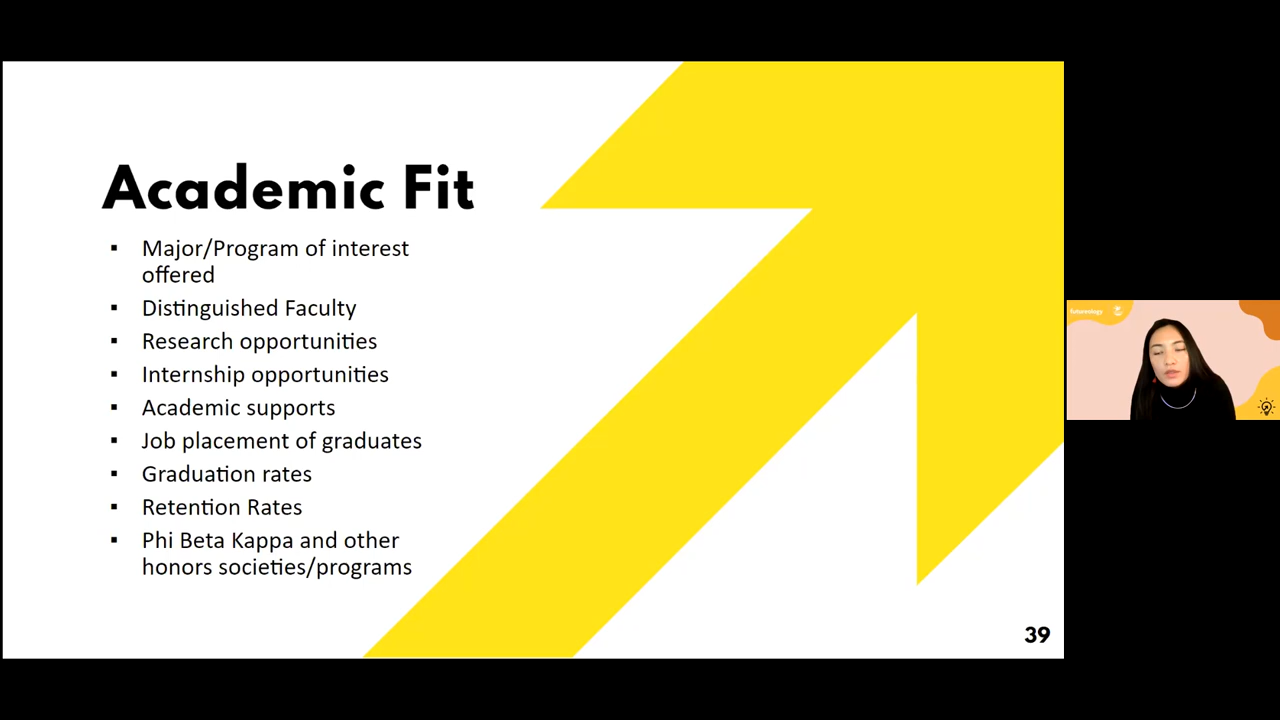 Academic Fit
▪ Major/Program of interest
offered
▪ Distinguished Faculty
▪ Research opportunities
▪ Internship opportunities
▪ Academic supports
▪ Job placement of graduates
▪ Graduation rates
▪ Retention Rates
▪ Phi Beta Kappa and other
honors societies/programs
39
futureology